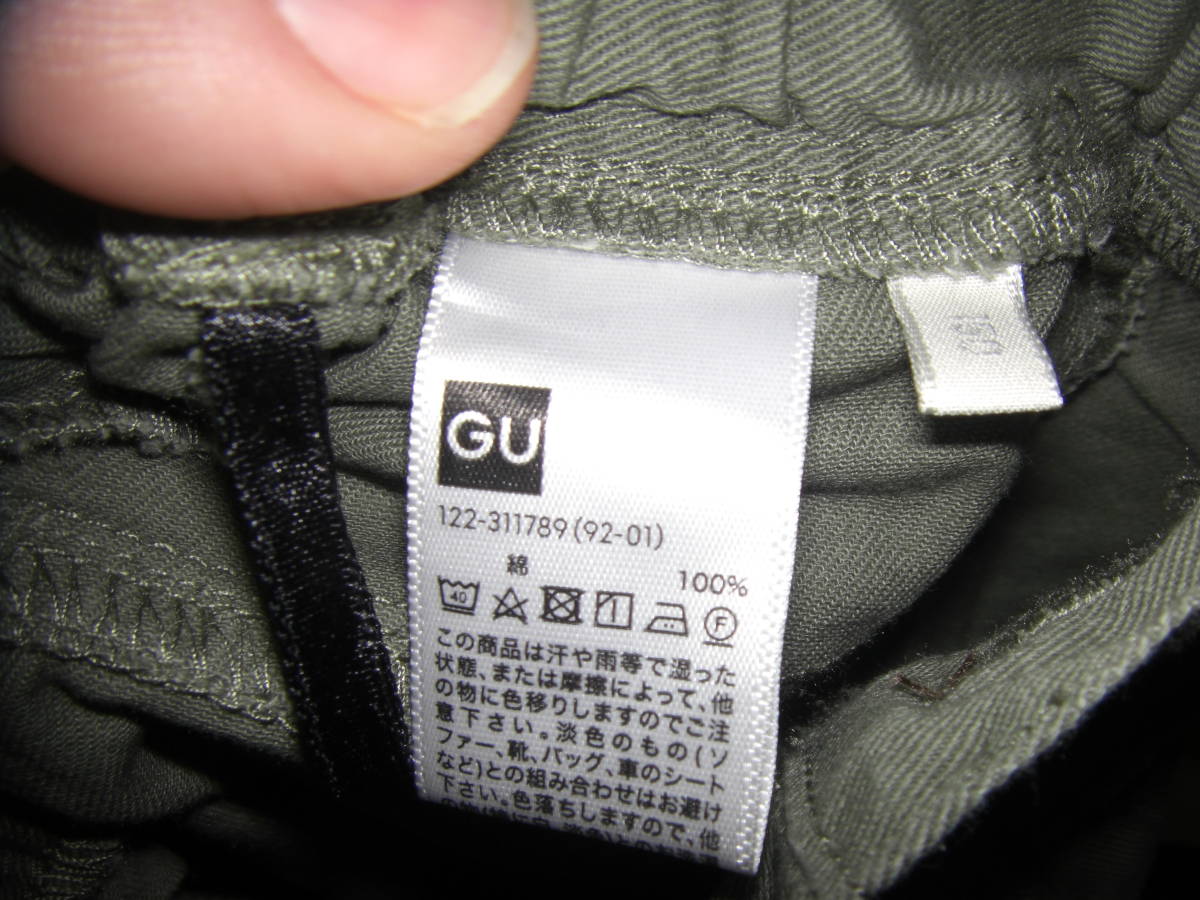 GU
122-311789(92-01)
綿 100%
40
1
F
この商品は汗や雨等で湿った
状態、または摩擦によって、他
の物に色移りしますのでご注
意下さい。淡色のもの(ソ
ファー、靴、バッグ、車のシート
など)との組み合わせはお避け
下さい。色落ちしますので、他
150